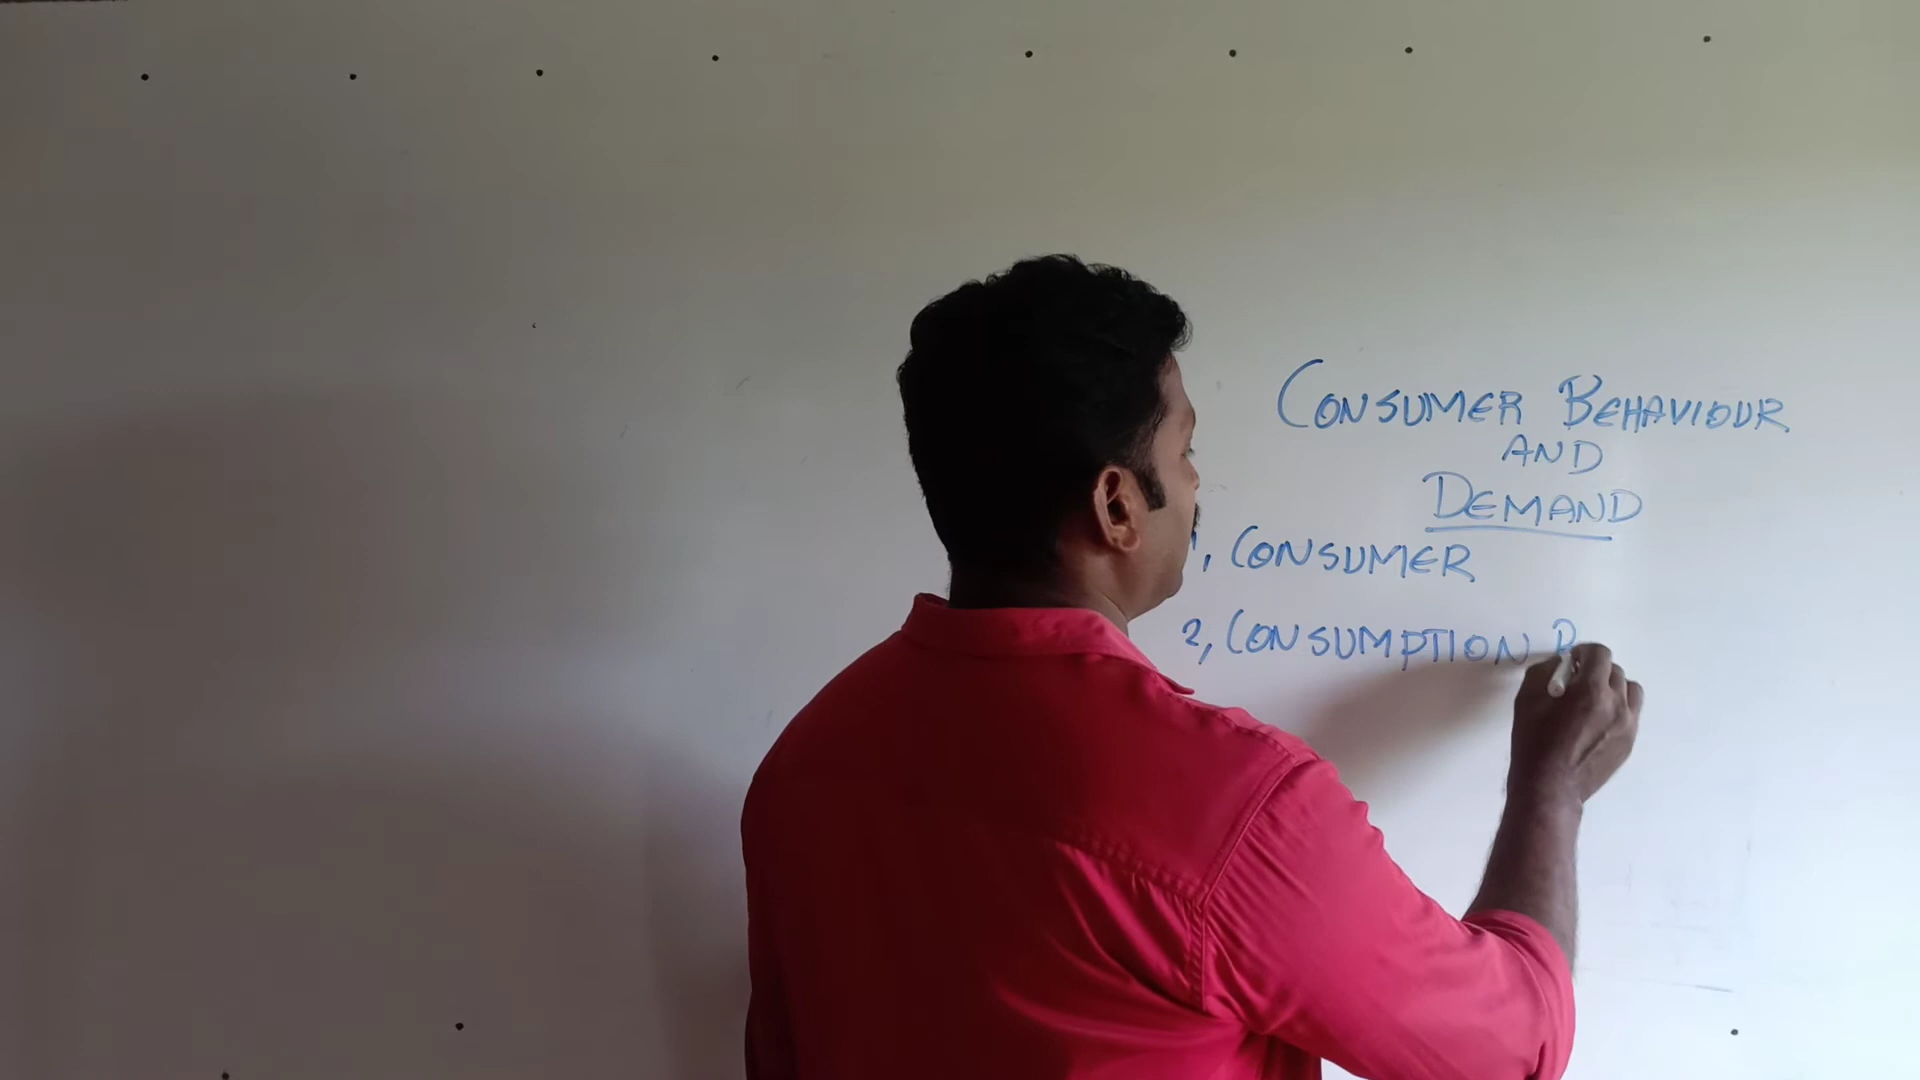 CONSUMER BEHAVIOUR
AND
DEMAND
1, CONSUMER
2, CONSUMPTION B